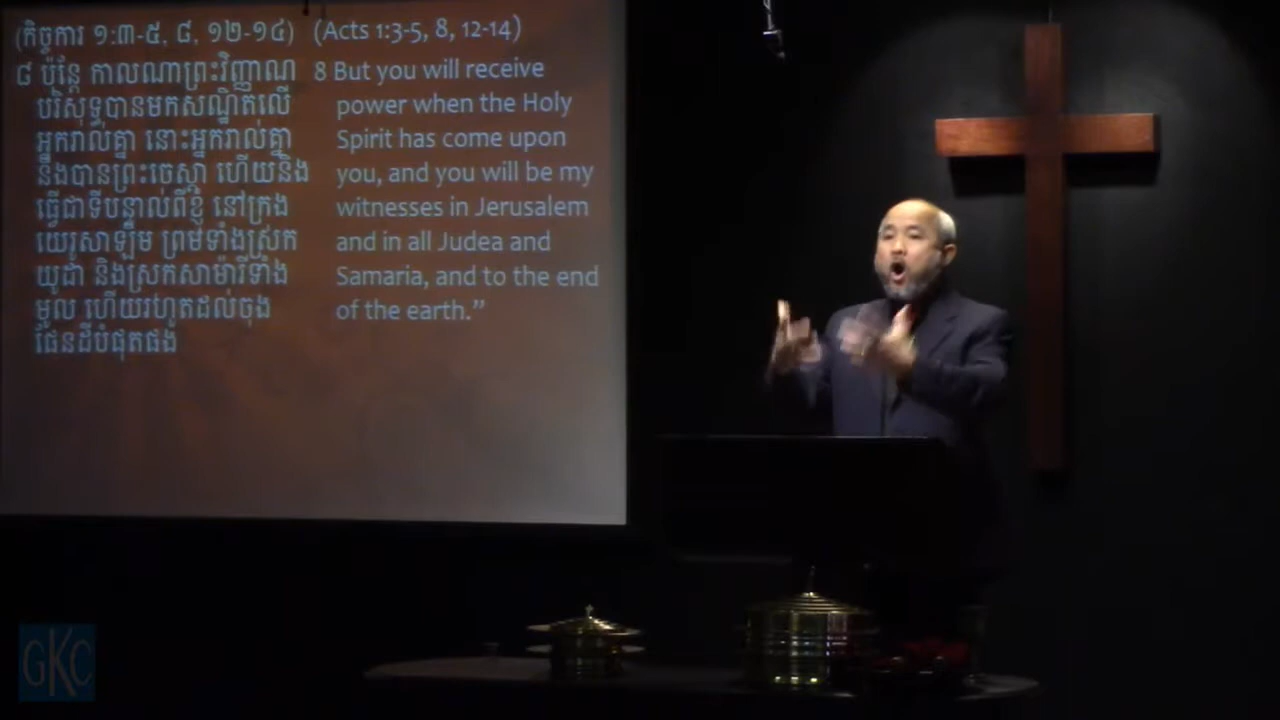 (កិច្ចការ ១:៣-៥, ៨, ១២-១៤) (Acts 1:3-5, 8, 12-14)
៨ ប៉ុន្តែ កាលណាព្រះវិញ្ញាណ
បរិសុទ្ធបានមកសណ្ឋិតលើ
អ្នករាល់គ្នា នោះអ្នករាល់គ្នា
នឹងបានព្រះចេស្តា ហើយនឹង
ធ្វើជាទីបន្ទាល់ពីខ្ញុំ នៅក្រុង
យេរូសាឡិម ព្រមទាំងស្រុក
យូដា និងស្រុកសាម៉ារីទាំង
មូល ហើយរហូតដល់ចុង
ផែនដីបំផុតផង
8 But you will receive
power when the Holy
Spirit has come upon
you, and you will be my
witnesses in Jerusalem
and in all Judea and
Samaria, and to the end
of the earth.”
GKC